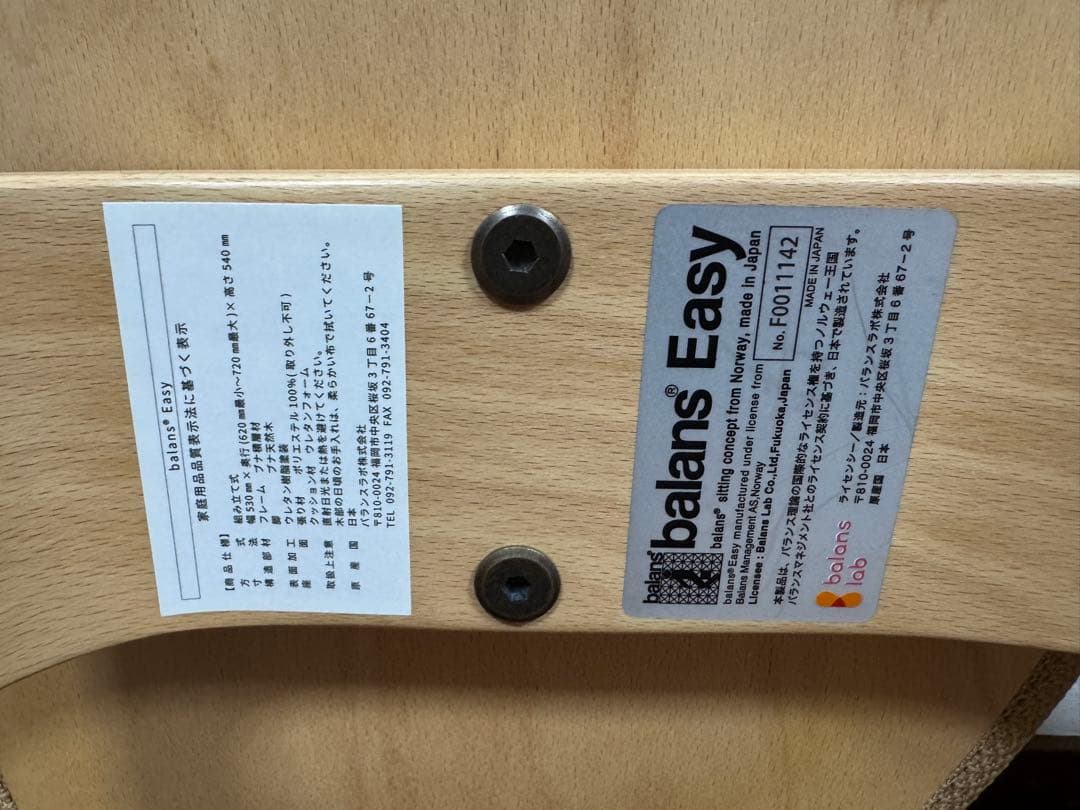 balans® Easy
家庭用品品質表示法に基づく表示
【商品仕様】
方式 組み立て式
寸法 幅530㎜×奥行(620㎜最小〜720㎜最大)×高さ540㎜
構造部材 フレーム ブナ積層材
脚 ブナ天然木
表面加工 ウレタン樹脂塗装
座面 張り材 ポリエステル100%(取り外し不可)
クッション材 ウレタンフォーム
取扱上注意 直射日光または熱を避けてください。
木部の日頃のお手入れは、柔らかい布で拭いてください。
原産国 日本
バランスラボ株式会社
〒810-0024 福岡市中央区桜坂3丁目6番67−2号
TEL 092-791-3119 FAX 092-791-3404
balans®
balans® Easy
balans® sitting concept from Norway, made in Japan
balans® Easy manufactured under license from
Balans Management AS,Norway
Licensee : Balans Lab Co.,Ltd,Fukuoka,Japan
No. F0011142
MADE IN JAPAN
本製品は、バランス理論の国際的なライセンス権を持つノルウェー王国
バランスマネジメント社とのライセンス契約に基づき、日本で製造されています。
balans
lab
ライセンシー/製造元:バランスラボ株式会社
〒810-0024 福岡市中央区桜坂3丁目6番67−2号
原産国 日本